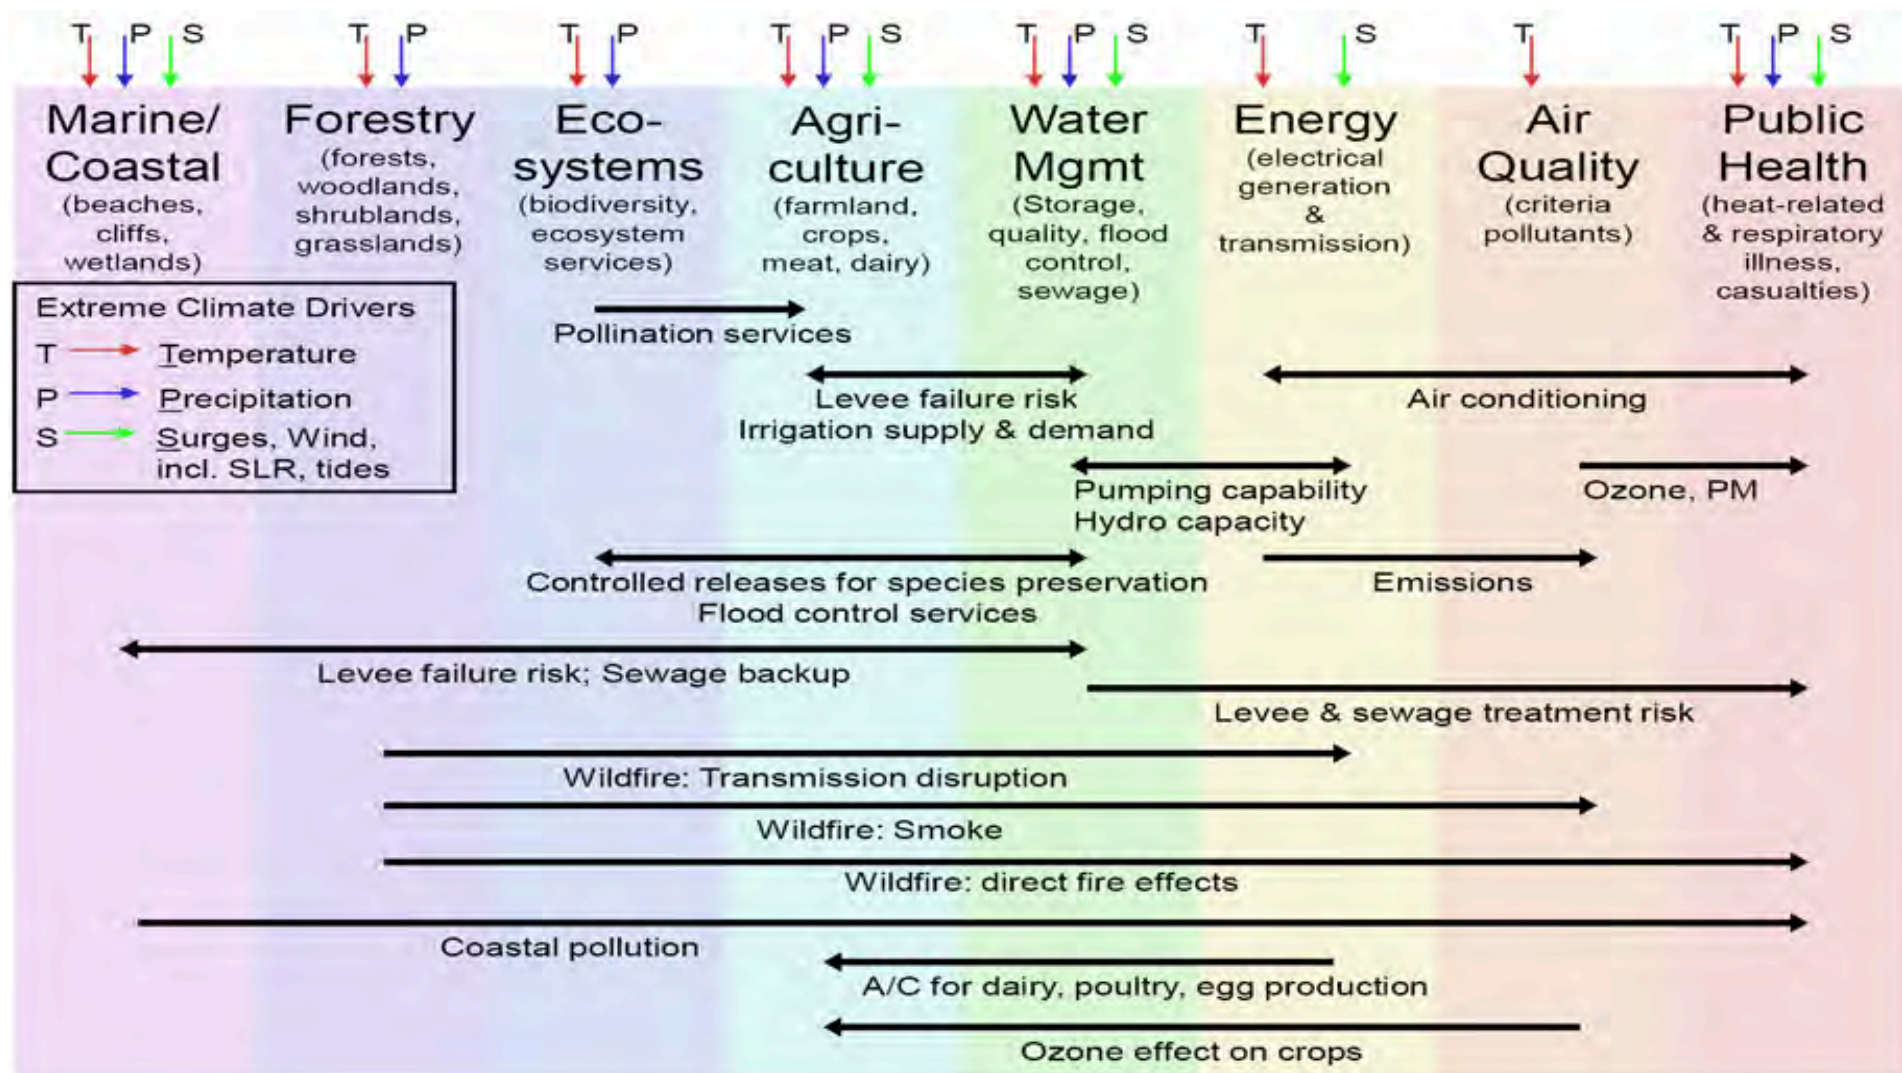 T P S
T P
T P
T P S
T P S
T S
T
T P S
Marine/
Coastal
(beaches,
cliffs,
wetlands)
Forestry
(forests,
woodlands,
shrublands,
grasslands)
Eco-
systems
(biodiversity,
ecosystem
services)
Agri-
culture
(farmland,
crops,
meat, dairy)
Water
Mgmt
(Storage,
quality, flood
control,
sewage)
Energy
(electrical
generation
&
transmission)
Air
Quality
(criteria
pollutants)
Public
Health
(heat-related
& respiratory
illness,
casualties)
Extreme Climate Drivers
T Temperature
P Precipitation
S Surges, Wind,
incl. SLR, tides
Pollination services
Levee failure risk
Irrigation supply & demand
Air conditioning
Pumping capability
Hydro capacity
Ozone, PM
Controlled releases for species preservation
Flood control services
Emissions
Levee failure risk; Sewage backup
Levee & sewage treatment risk
Wildfire: Transmission disruption
Wildfire: Smoke
Wildfire: direct fire effects
Coastal pollution
A/C for dairy, poultry, egg production
Ozone effect on crops